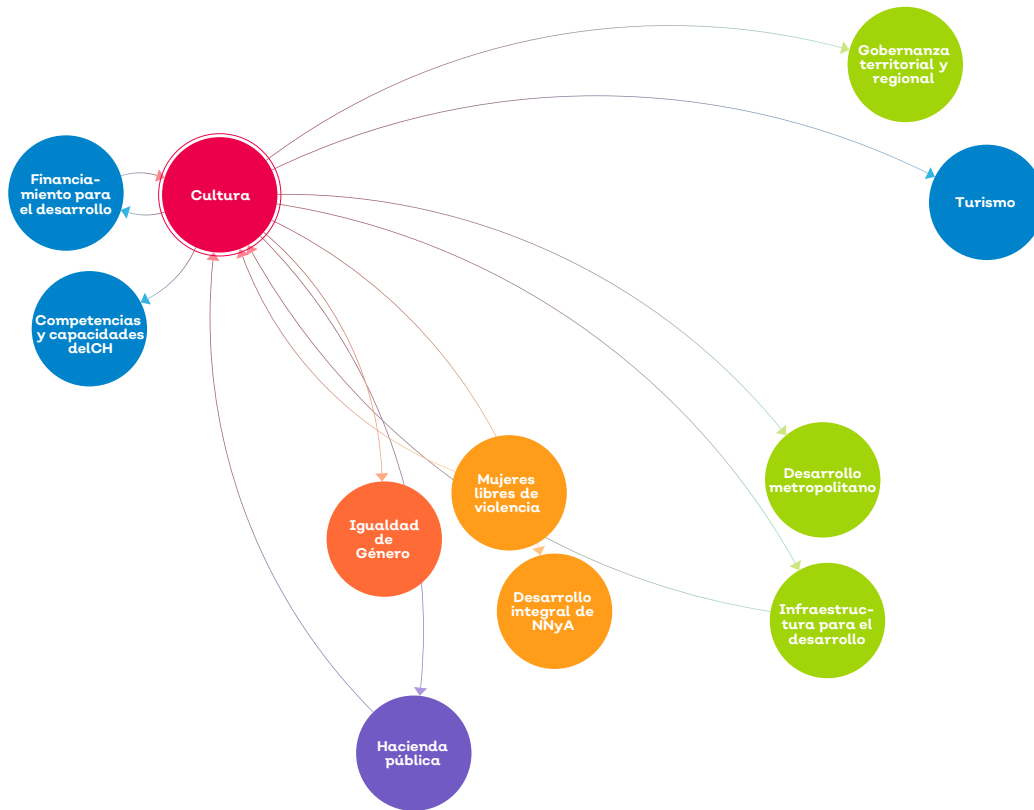 Gobernanza
territorial y
regional
Financia-
miento para
el desarrollo
Cultura
Turismo
Competencias
y capacidades
delCH
Mujeres
libres de
violencia
Desarrollo
metropolitano
Igualdad
de
Género
Desarrollo
integral de
NNyA
Infraestruc-
tura para el
desarrollo
Hacienda
pública